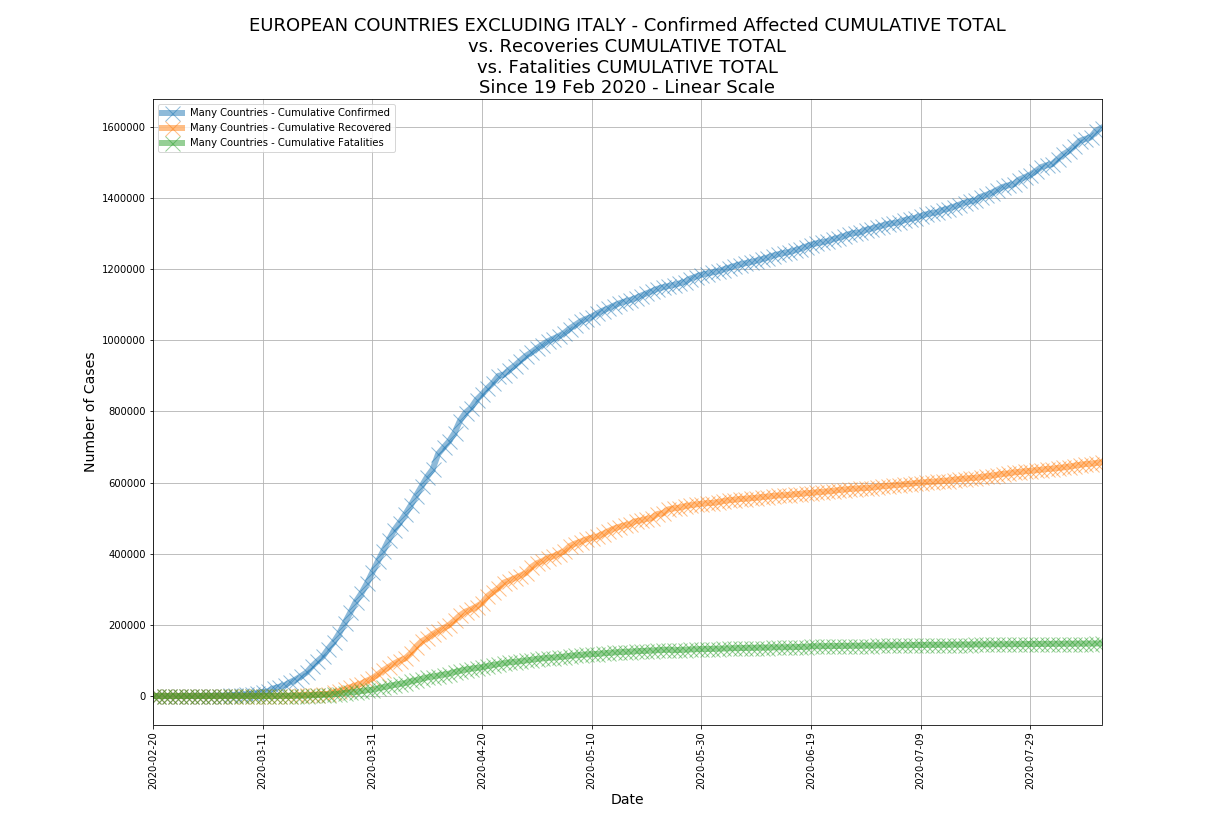 EUROPEAN COUNTRIES EXCLUDING ITALY - Confirmed Affected CUMULATIVE TOTAL
vs. Recoveries CUMULATIVE TOTAL
vs. Fatalities CUMULATIVE TOTAL
Since 19 Feb 2020 - Linear Scale
Many Countries - Cumulative Confirmed
Many Countries - Cumulative Recovered
Many Countries - Cumulative Fatalities
Number of Cases
1600000
1400000
1200000
1000000
800000
600000
400000
200000
0
2020-02-20
2020-03-11
2020-03-31
2020-04-20
2020-05-10
2020-05-30
2020-06-19
2020-07-09
2020-07-29
Date